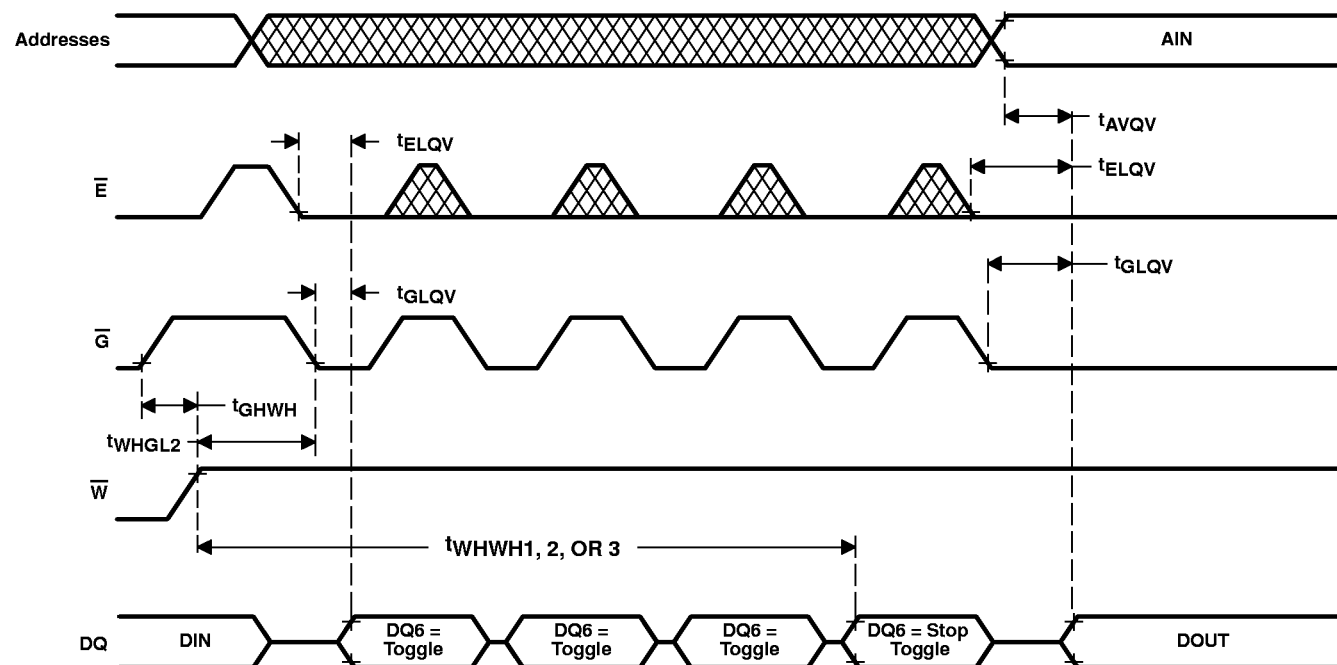 Addresses
AIN
tAVQV
tELQV
tELQV
E
tGLQV
tGLQV
G
tGHWH
tWHGL2
W
tWHWH1, 2, OR 3
DQ
DIN
DQ6 =
Toggle
DQ6 =
Toggle
DQ6 =
Toggle
DQ6 = Stop
Toggle
DOUT